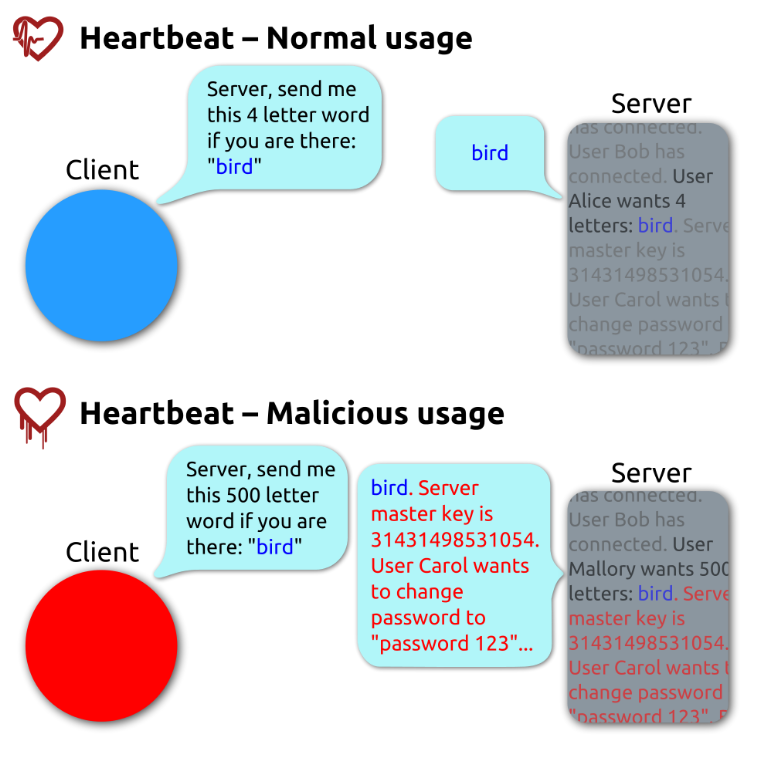 Heartbeat – Normal usage
Server, send me
this 4 letter word
if you are there:
"bird"
Client
bird
Server
has connected.
User Bob has
connected. User
Alice wants 4
letters: bird. Serve
master key is
31431498531054.
User Carol wants t
change password
"password 123".
Heartbeat – Malicious usage
Server, send me
this 500 letter
word if you are
there: "bird"
Client
bird. Server
master key is
31431498531054.
User Carol wants
to change
password to
"password 123"...
Server
has connected.
User Bob has
connected. User
Mallory wants 500
letters: bird. Serve
master key is
31431498531054.
User Carol wants t
change password
"password 123".